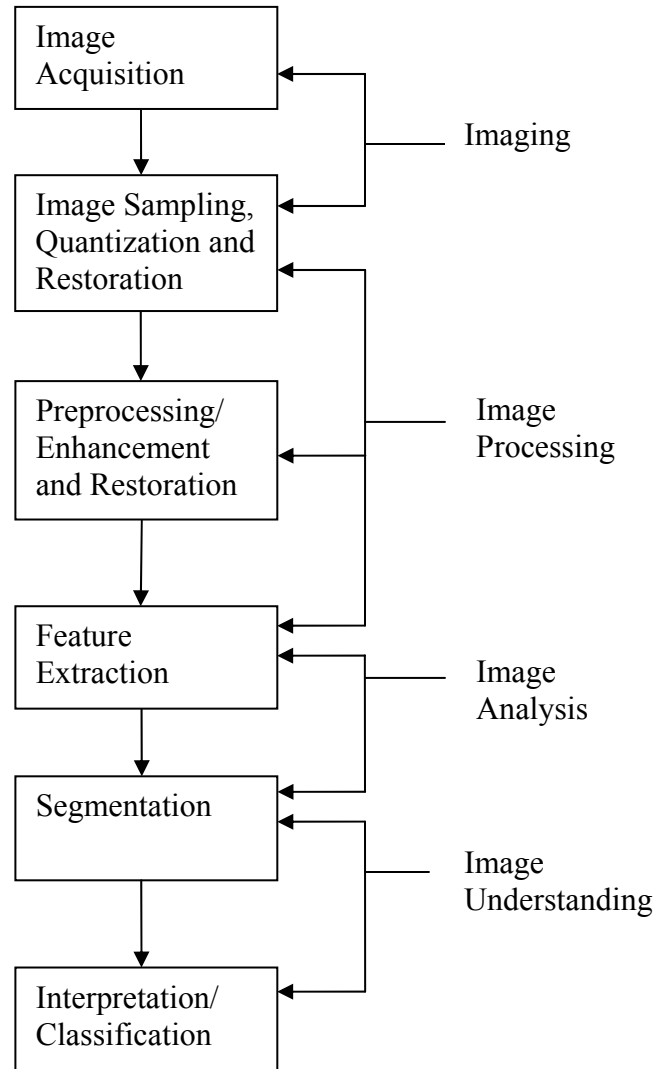 Image
Acquisition
Imaging
Image Sampling,
Quantization and
Restoration
Preprocessing/
Enhancement
and Restoration
Image
Processing
Feature
Extraction
Image
Analysis
Segmentation
Image
Understanding
Interpretation/
Classification